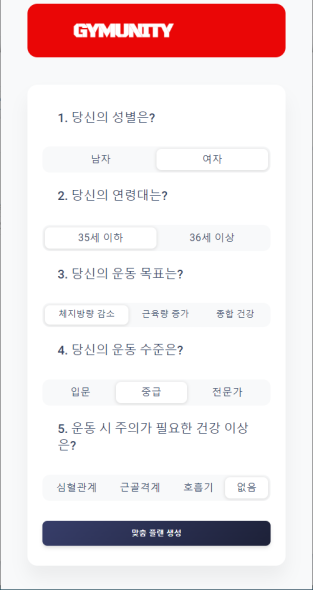 GYMUNITY
1. 당신의 성별은?
남자 여자
2. 당신의 연령대는?
35세 이하 36세 이상
3. 당신의 운동 목표는?
체지방량 감소 근육량 증가 종합 건강
4. 당신의 운동 수준은?
입문 중급 전문가
5. 운동 시 주의가 필요한 건강 이상
은?
심혈관계 근골격계 호흡기 없음
맞춤 플랜 생성